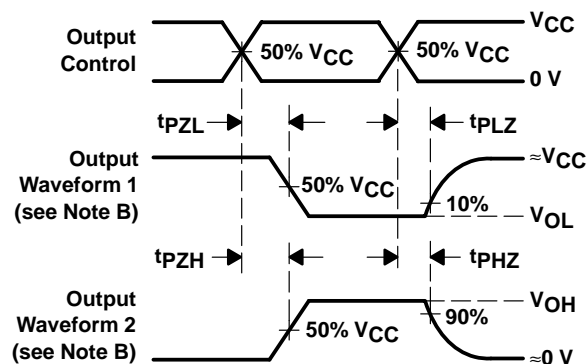 Output
Control
50% VCC
50% VCC
VCC
0 V
tPZL
tPLZ
Output
Waveform 1
(see Note B)
50% VCC
10%
≈VCC
VOL
tPZH
tPHZ
Output
Waveform 2
(see Note B)
50% VCC
90%
VOH
≈0 V